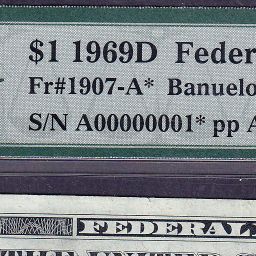 $1 1969D Feder
Fr#1907-A* Banuelo
S/N A00000001* pp A
FEDERAL